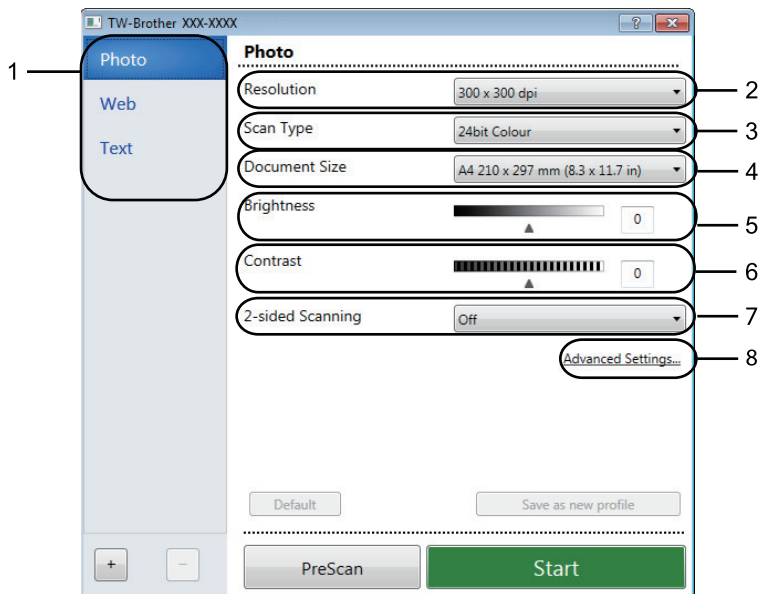 TW-Brother XXX-XXXX
?
1
Photo
Web
Text
Photo
Resolution 300 x 300 dpi 2
Scan Type 24bit Colour 3
Document Size A4 210 x 297 mm (8.3 x 11.7 in) 4
Brightness 0 5
Contrast 0 6
2-sided Scanning Off 7
Advanced Settings... 8
Default Save as new profile
+ − PreScan Start